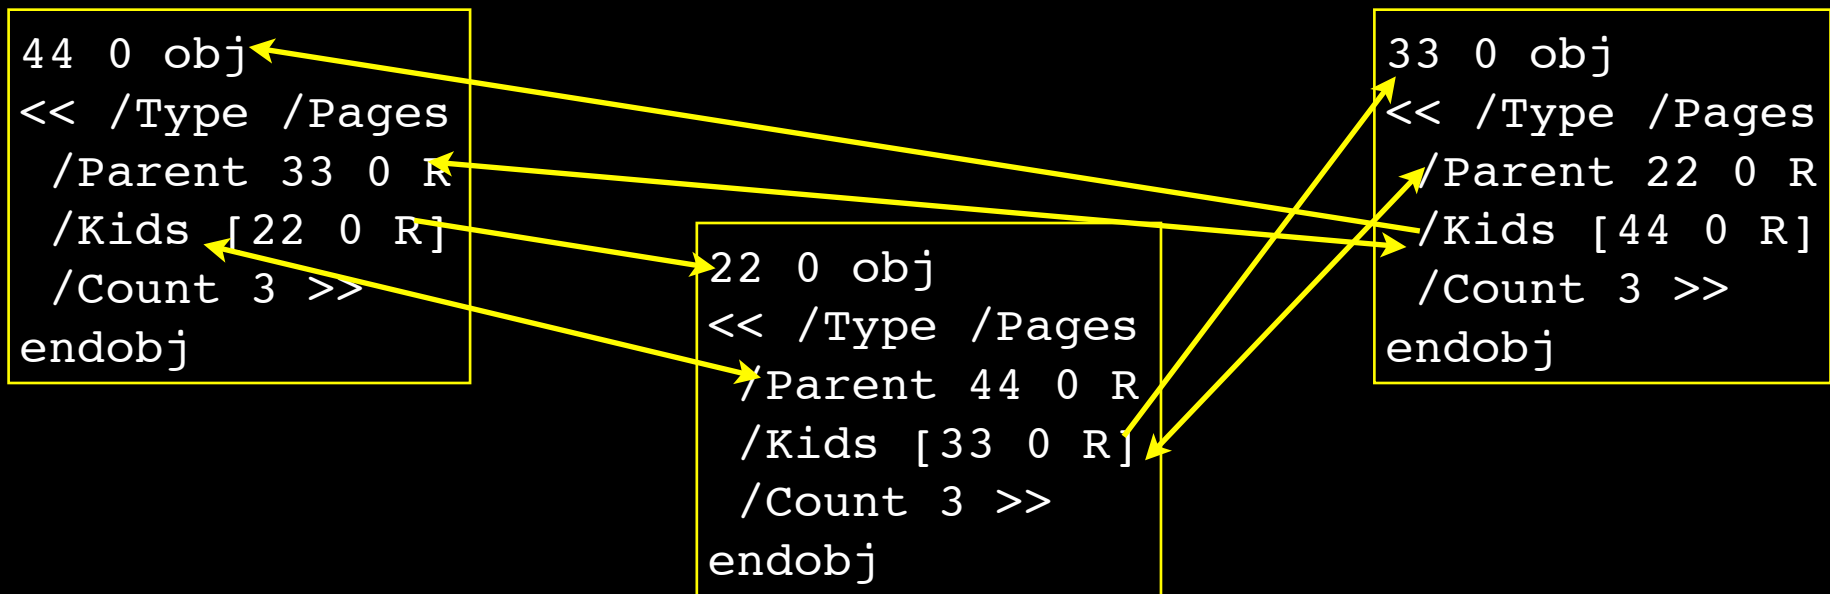 44 0 obj
<< /Type /Pages
/Parent 33 0 R
/Kids [22 0 R]
/Count 3 >>
endobj
22 0 obj
<< /Type /Pages
/Parent 44 0 R
/Kids [33 0 R]
/Count 3 >>
endobj
33 0 obj
<< /Type /Pages
/Parent 22 0 R
/Kids [44 0 R]
/Count 3 >>
endobj